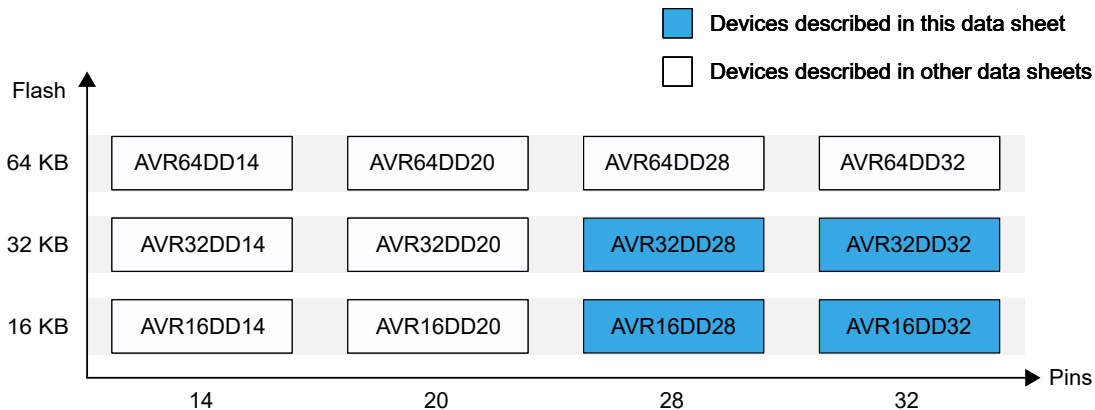 Devices described in this data sheet
Devices described in other data sheets
Flash
64 KB AVR64DD14 AVR64DD20 AVR64DD28 AVR64DD32
32 KB AVR32DD14 AVR32DD20 AVR32DD28 AVR32DD32
16 KB AVR16DD14 AVR16DD20 AVR16DD28 AVR16DD32
Pins
14 20 28 32